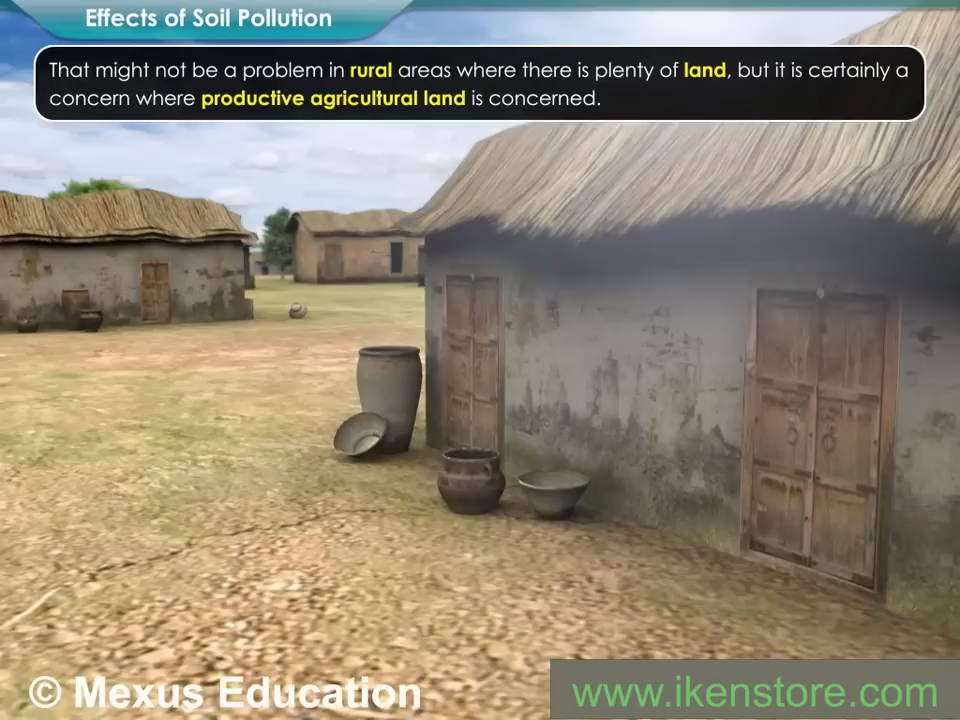 Effects of Soil Pollution
That might not be a problem in rural areas where there is plenty of land, but it is certainly a
concern where productive agricultural land is concerned.
© Mexus Education
www.ikenstore.com